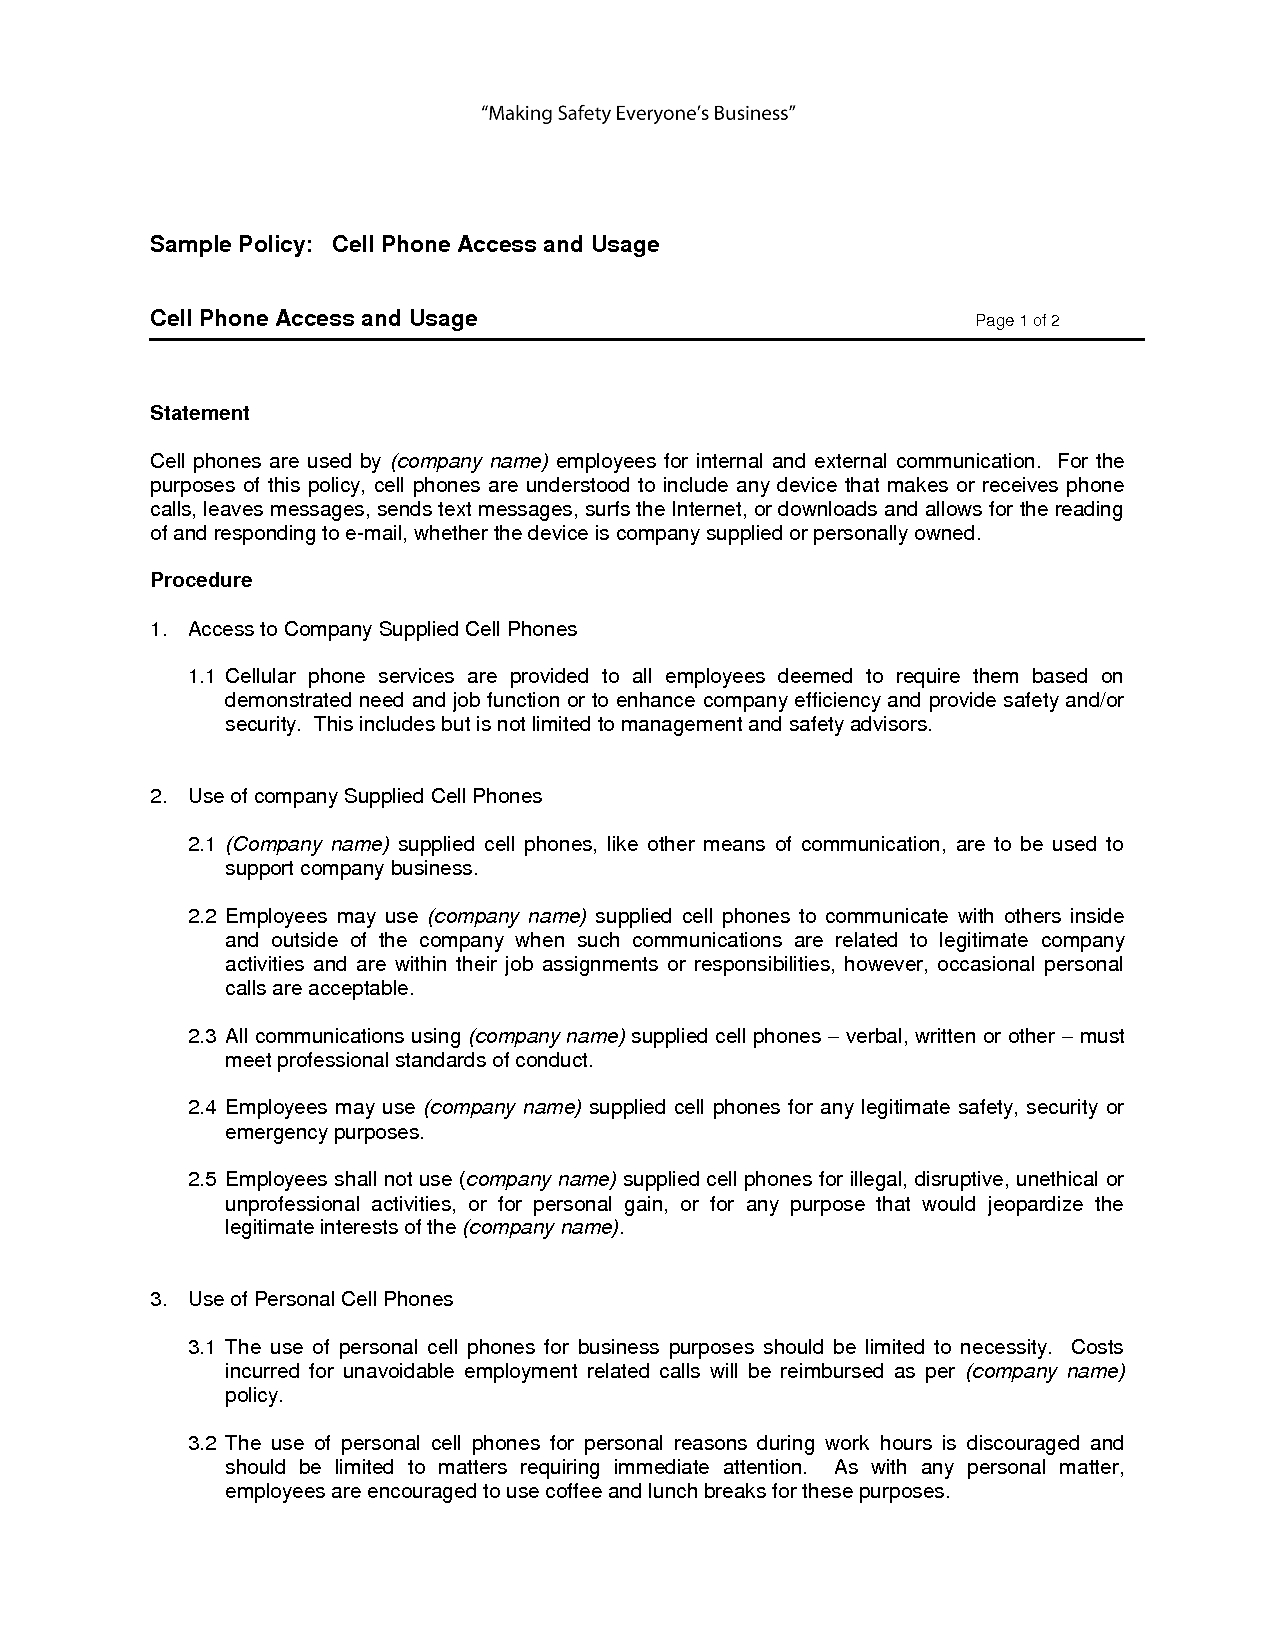 “Making Safety Everyone’s Business”
Sample Policy: Cell Phone Access and Usage
Cell Phone Access and Usage Page 1 of 2
Statement
Cell phones are used by (company name) employees for internal and external communication. For the
purposes of this policy, cell phones are understood to include any device that makes or receives phone
calls, leaves messages, sends text messages, surfs the Internet, or downloads and allows for the reading
of and responding to e-mail, whether the device is company supplied or personally owned.
Procedure
1. Access to Company Supplied Cell Phones
1.1 Cellular phone services are provided to all employees deemed to require them based on
demonstrated need and job function or to enhance company efficiency and provide safety and/or
security. This includes but is not limited to management and safety advisors.
2. Use of company Supplied Cell Phones
2.1 (Company name) supplied cell phones, like other means of communication, are to be used to
support company business.
2.2 Employees may use (company name) supplied cell phones to communicate with others inside
and outside of the company when such communications are related to legitimate company
activities and are within their job assignments or responsibilities, however, occasional personal
calls are acceptable.
2.3 All communications using (company name) supplied cell phones – verbal, written or other – must
meet professional standards of conduct.
2.4 Employees may use (company name) supplied cell phones for any legitimate safety, security or
emergency purposes.
2.5 Employees shall not use (company name) supplied cell phones for illegal, disruptive, unethical or
unprofessional activities, or for personal gain, or for any purpose that would jeopardize the
legitimate interests of the (company name).
3. Use of Personal Cell Phones
3.1 The use of personal cell phones for business purposes should be limited to necessity. Costs
incurred for unavoidable employment related calls will be reimbursed as per (company name)
policy.
3.2 The use of personal cell phones for personal reasons during work hours is discouraged and
should be limited to matters requiring immediate attention. As with any personal matter,
employees are encouraged to use coffee and lunch breaks for these purposes.